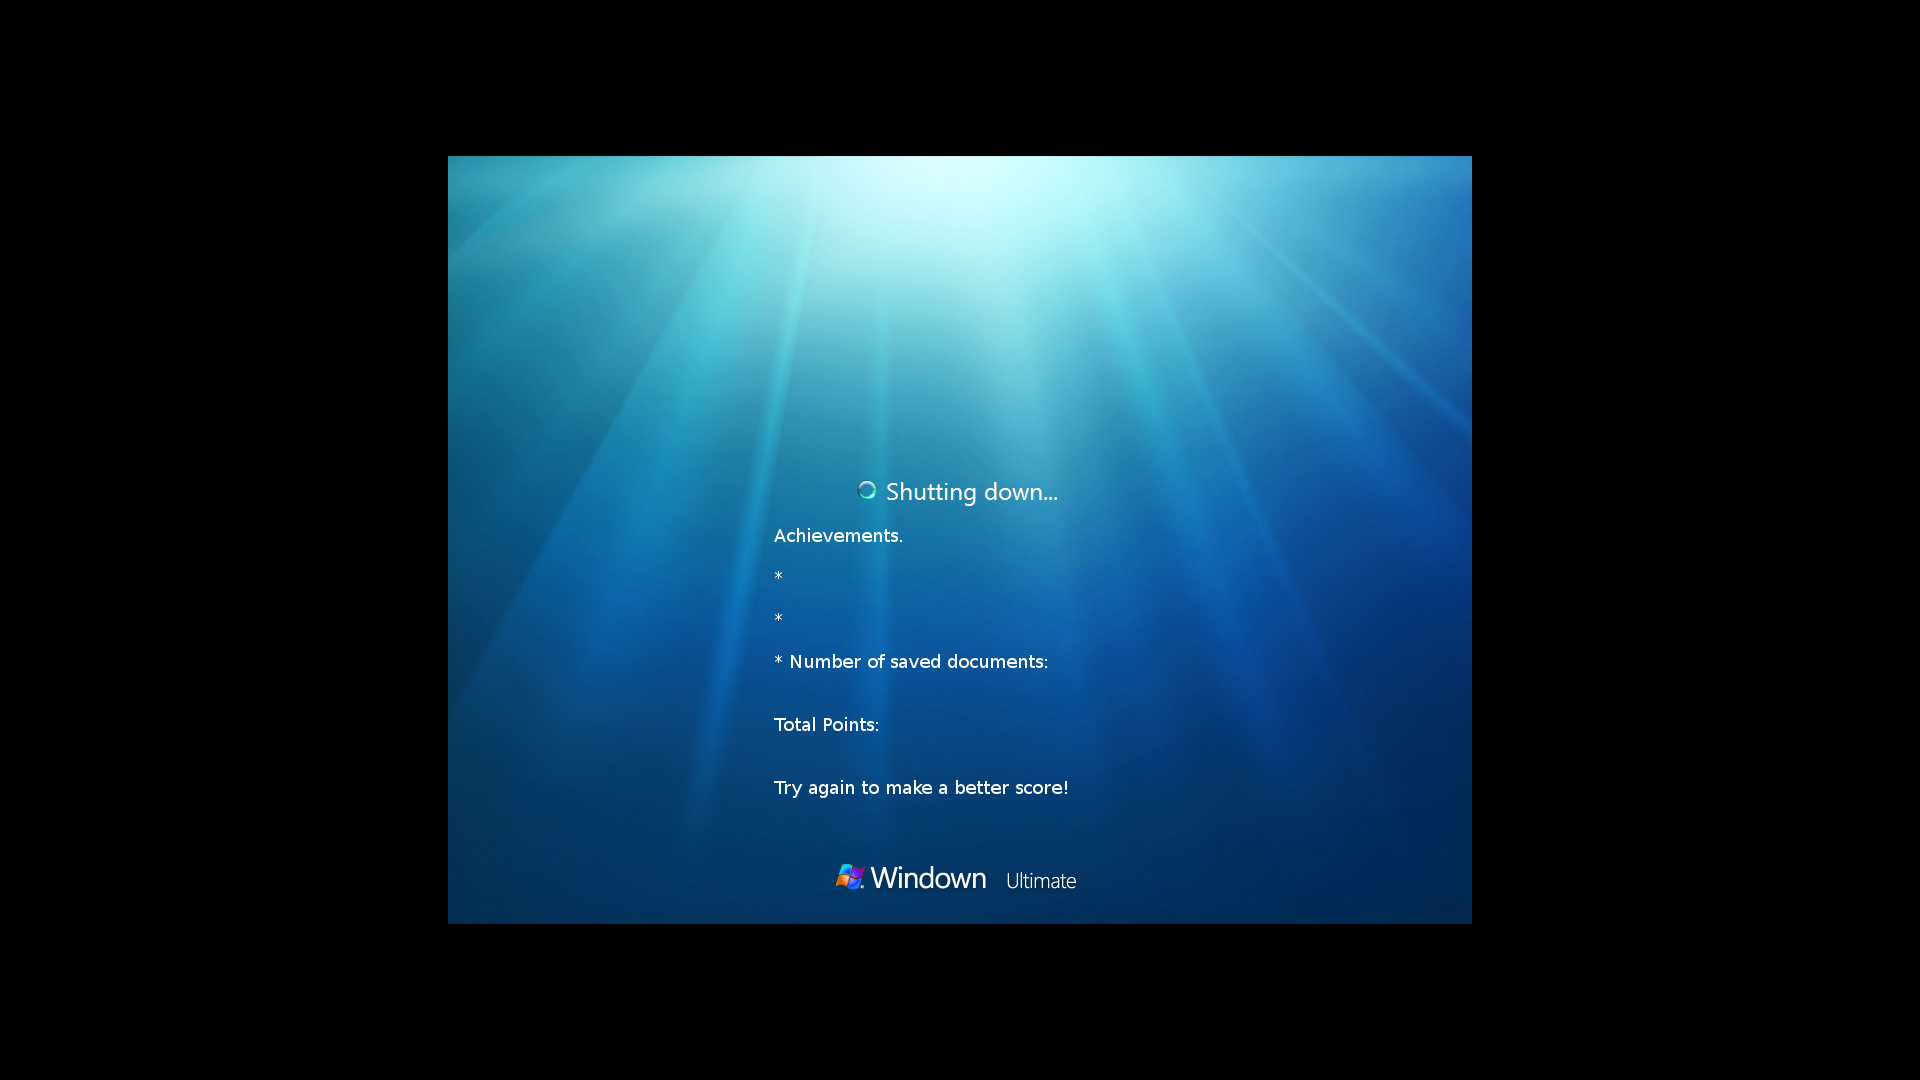 Shutting down...
Achievements.
*
*
* Number of saved documents:
Total Points:
Try again to make a better score!
Windown Ultimate